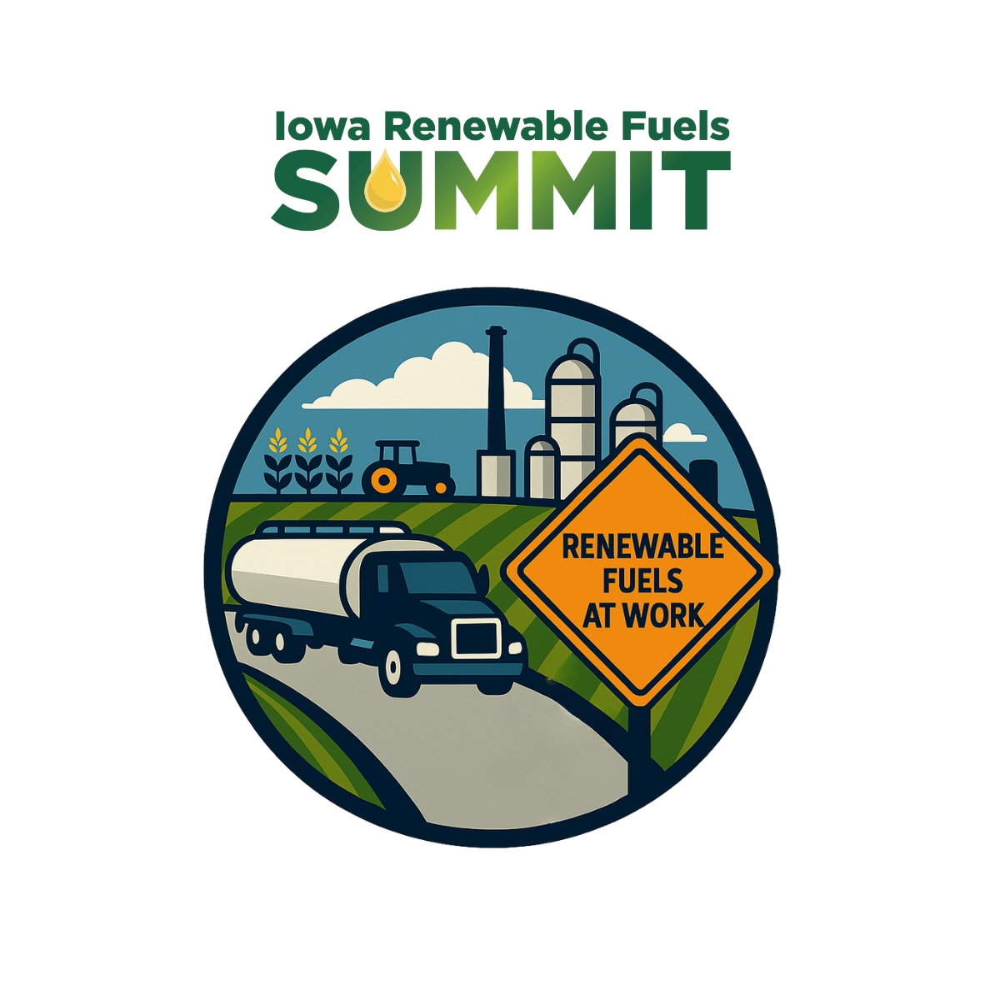 Iowa Renewable Fuels
SUMMIT
RENEWABLE
FUELS
AT WORK